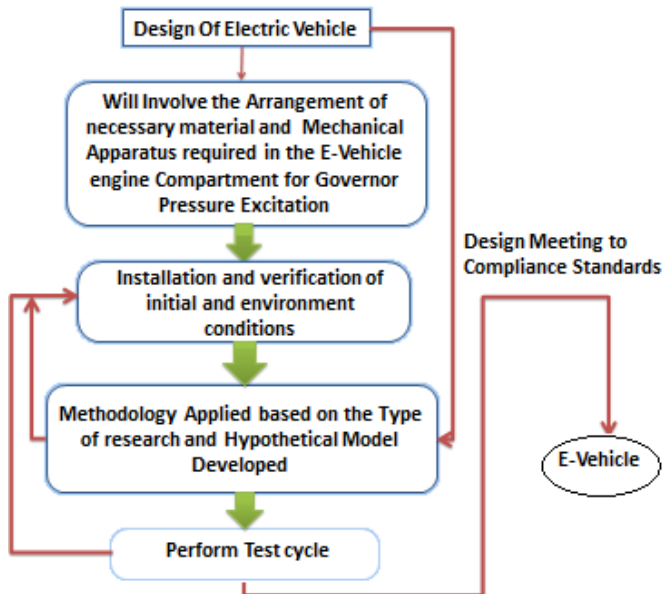 Design Of Electric Vehicle
Will Involve the Arrangement of
necessary material and Mechanical
Apparatus required in the E-Vehicle
engine Compartment for Governor
Pressure Excitation
Design Meeting to
Compliance Standards
Installation and verification of
initial and environment
conditions
Methodology Applied based on the Type
of research and Hypothetical Model
Developed
E-Vehicle
Perform Test cycle